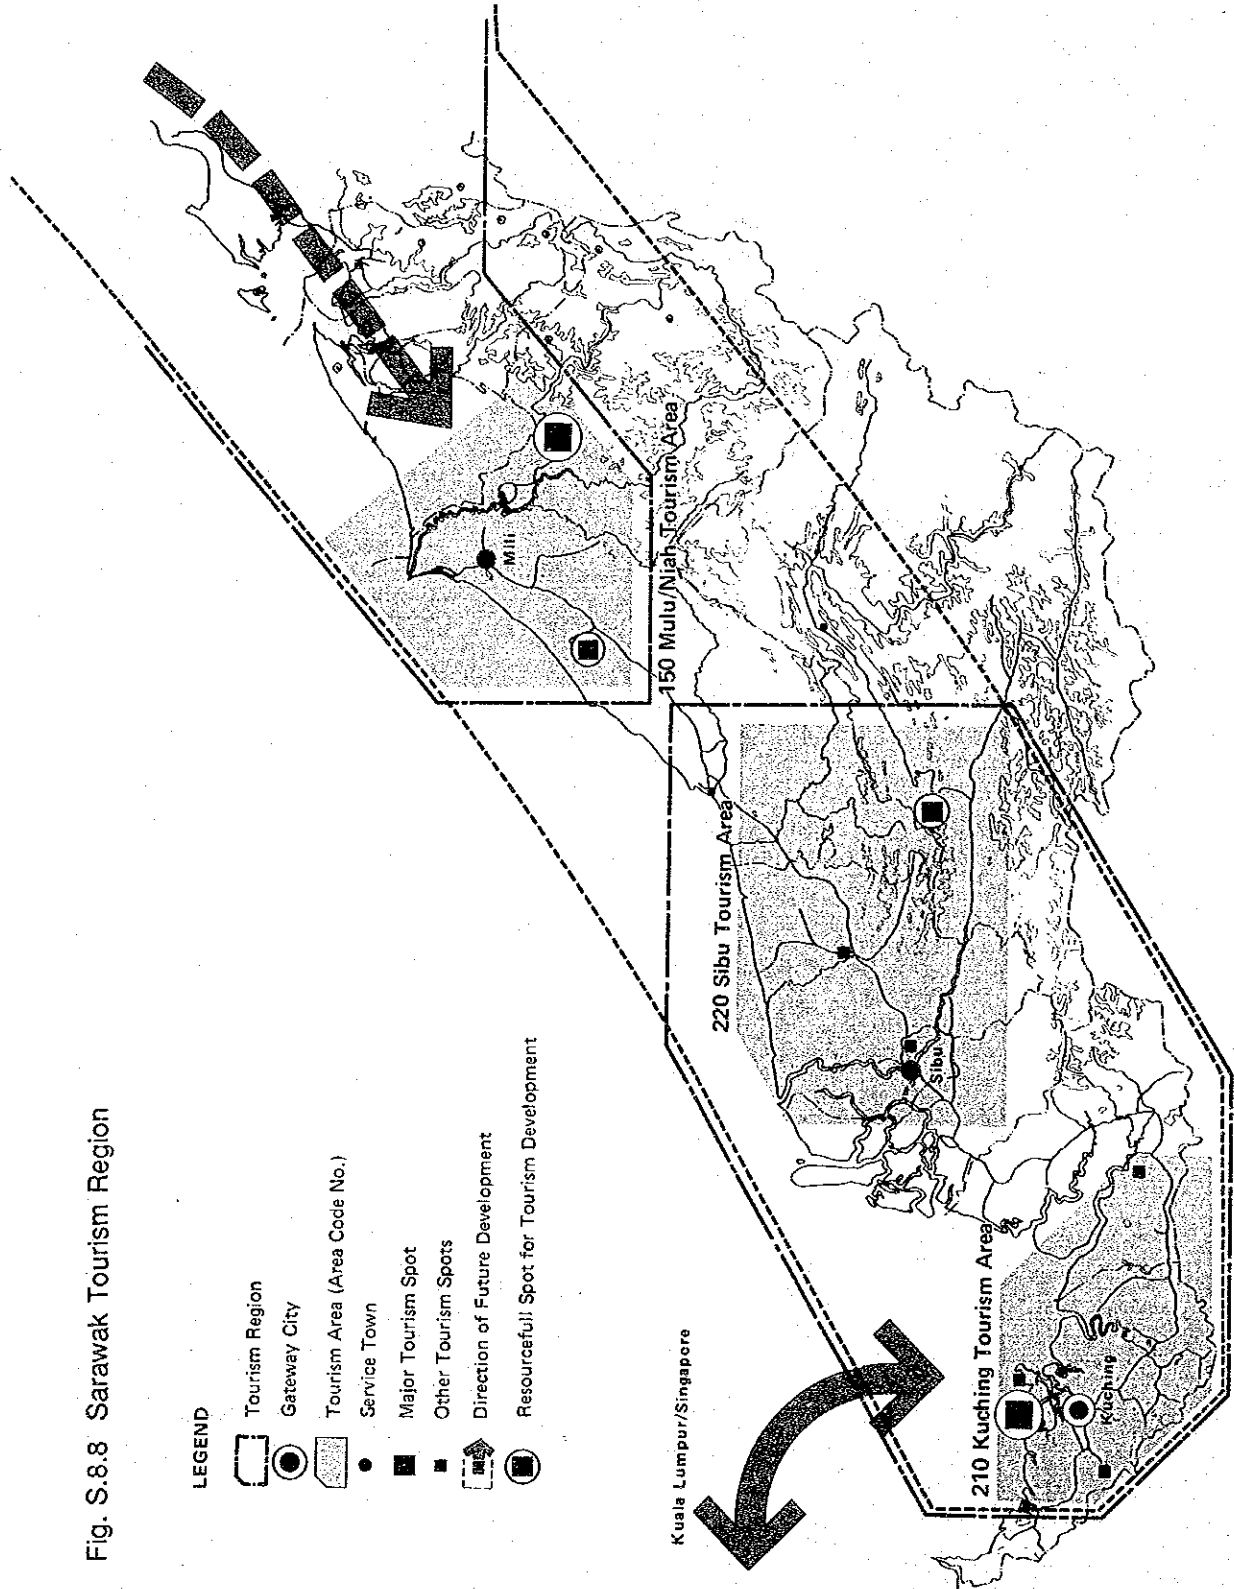 Fig. S.8.8 Sarawak Tourism Region
LEGEND
Tourism Region
Gateway City
Tourism Area (Area Code No.)
Service Town
Major Tourism Spot
Other Tourism Spots
Direction of Future Development
Resourcefull Spot for Tourism Development
Kuala Lumpur/Singapore
210 Kuching Tourism Area
Kuching
220 Sibu Tourism Area
Sibu
150 Mulu/Niah Tourism Area
Miri